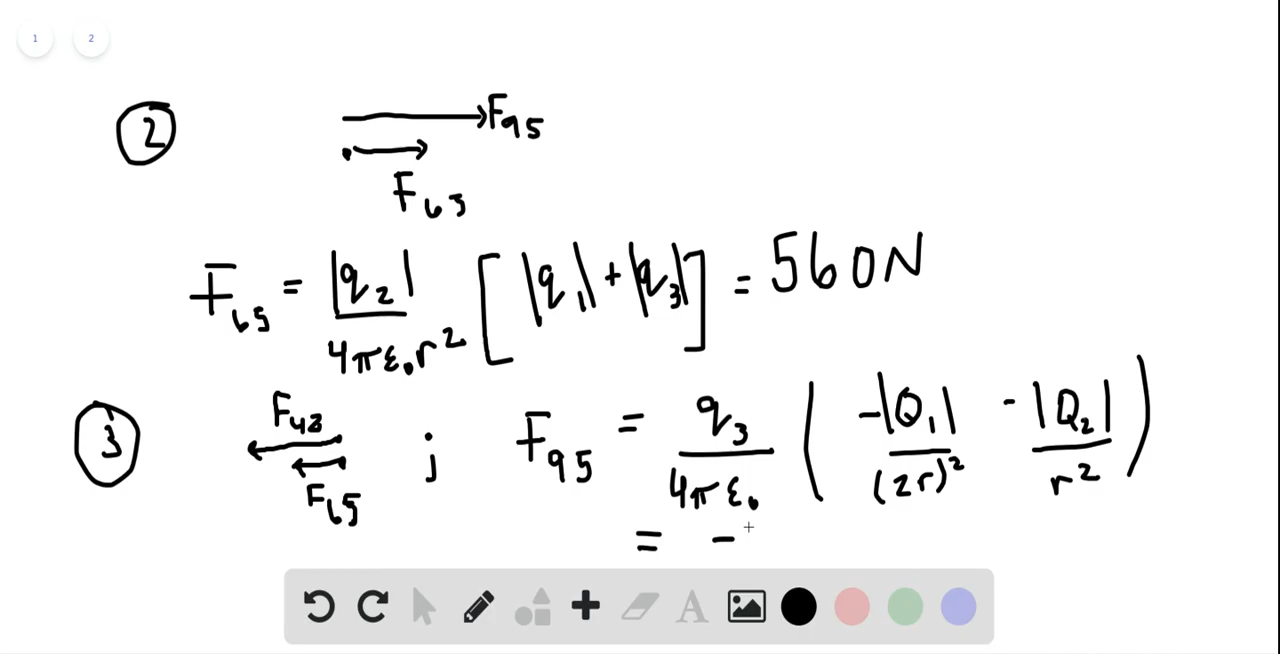 1 2
② F₉₅
F₆₅
F₆₅ = |q₂| / 4πε₀r² [|q₁| + |q₃|] = 560N
③ F₄₈ ; F₉₅ = q₃ / 4πε₀ ( -|Q₁| / (2r)² - |Q₂| / r² )
F₆₅
= -
A